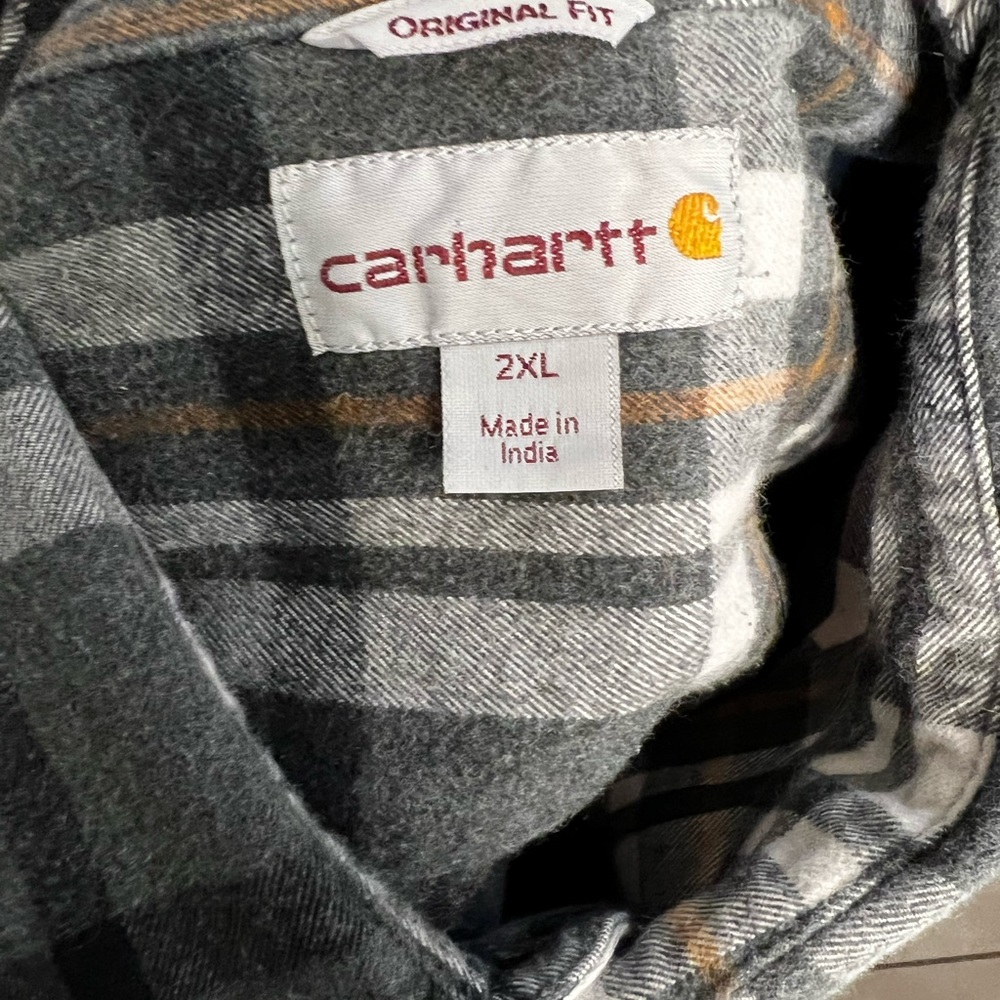 ORIGINAL FIT
carhartt
2XL
Made in
India